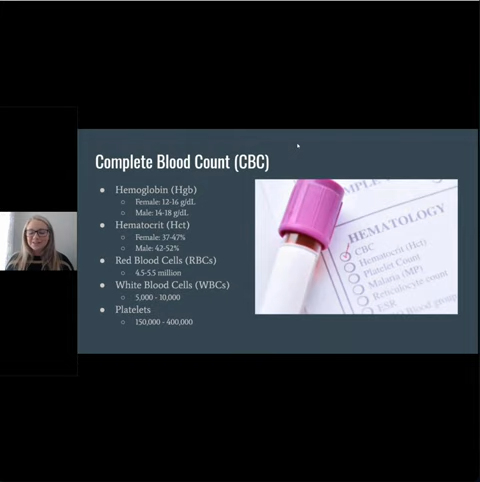 Complete Blood Count (CBC)
Hemoglobin (Hgb)
Female: 12-16 g/dL
Male: 14-18 g/dL
Hematocrit (Hct)
Female: 37-47%
Male: 42-52%
Red Blood Cells (RBCs)
4.5-5.5 million
White Blood Cells (WBCs)
5,000 - 10,000
Platelets
150,000 - 400,000
HEMATOLOGY
CBC
Hematocrit (Hct)
Platelet Count
Malaria (MP)
Reticulocyte count
ESR
Blood group